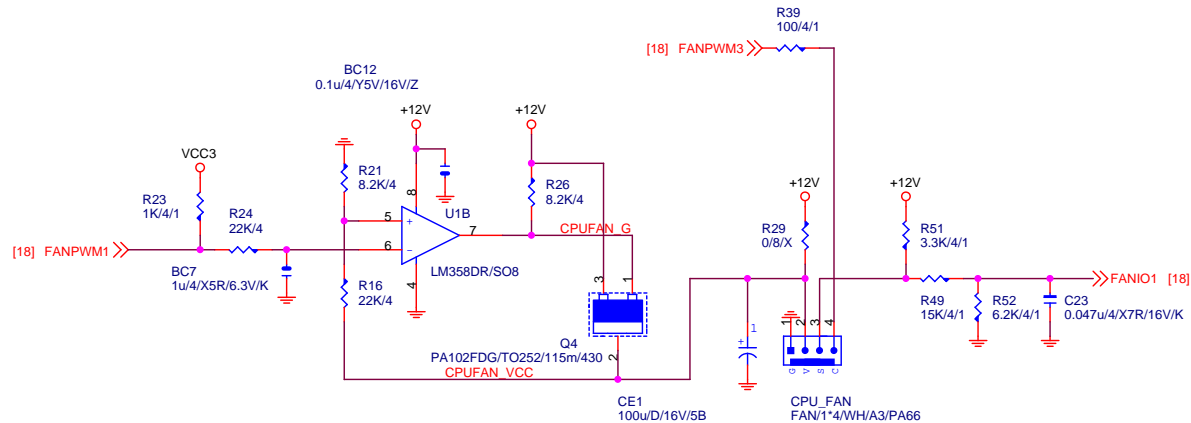 R39
100/4/1
[18] FANPWM3
BC12
0.1u/4/Y5V/16V/Z
+12V
+12V
VCC3
R21
8.2K/4
8
R26
8.2K/4
+12V
+12V
R23
1K/4/1
R24
22K/4
5
+
U1B
7
CPUFAN_G
R29
0/8/X
R51
3.3K/4/1
[18] FANPWM1
6
-
LM358DR/SO8
BC7
1u/4/X5R/6.3V/K
4
R16
22K/4
3
1
FANIO1 [18]
R49
15K/4/1
R52
6.2K/4/1
C23
0.047u/4/X7R/16V/K
1
+
1
2
3
4
Q4
PA102FDG/TO252/115m/430
2
CPUFAN_VCC
G
V
S
C
CE1
100u/D/16V/5B
CPU_FAN
FAN/1*4/WH/A3/PA66